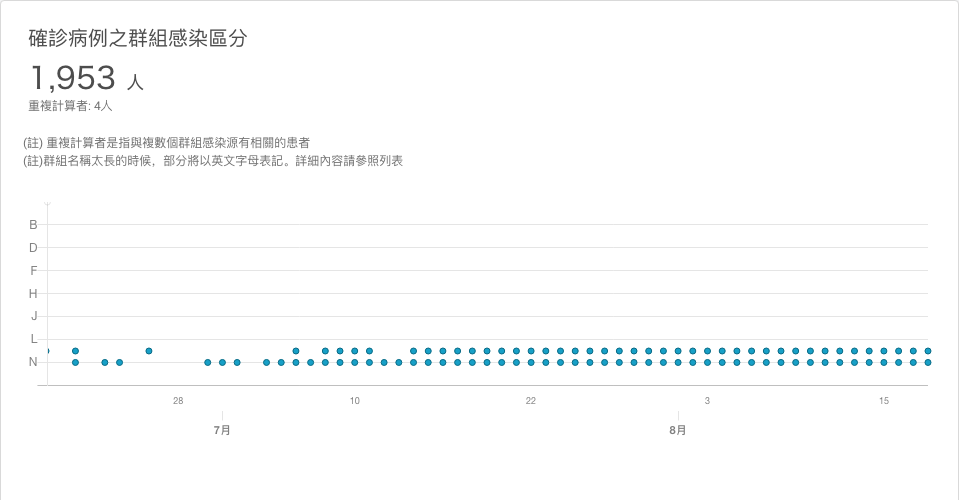 確診病例之群組感染區分
1,953 人
重複計算者: 4人
(註) 重複計算者是指與複數個群組感染源有相關的患者
(註)群組名稱太長的時候，部分將以英文字母表記。詳細內容請參照列表
B
D
F
H
J
L
N
28 10 22 3 15
7月 8月